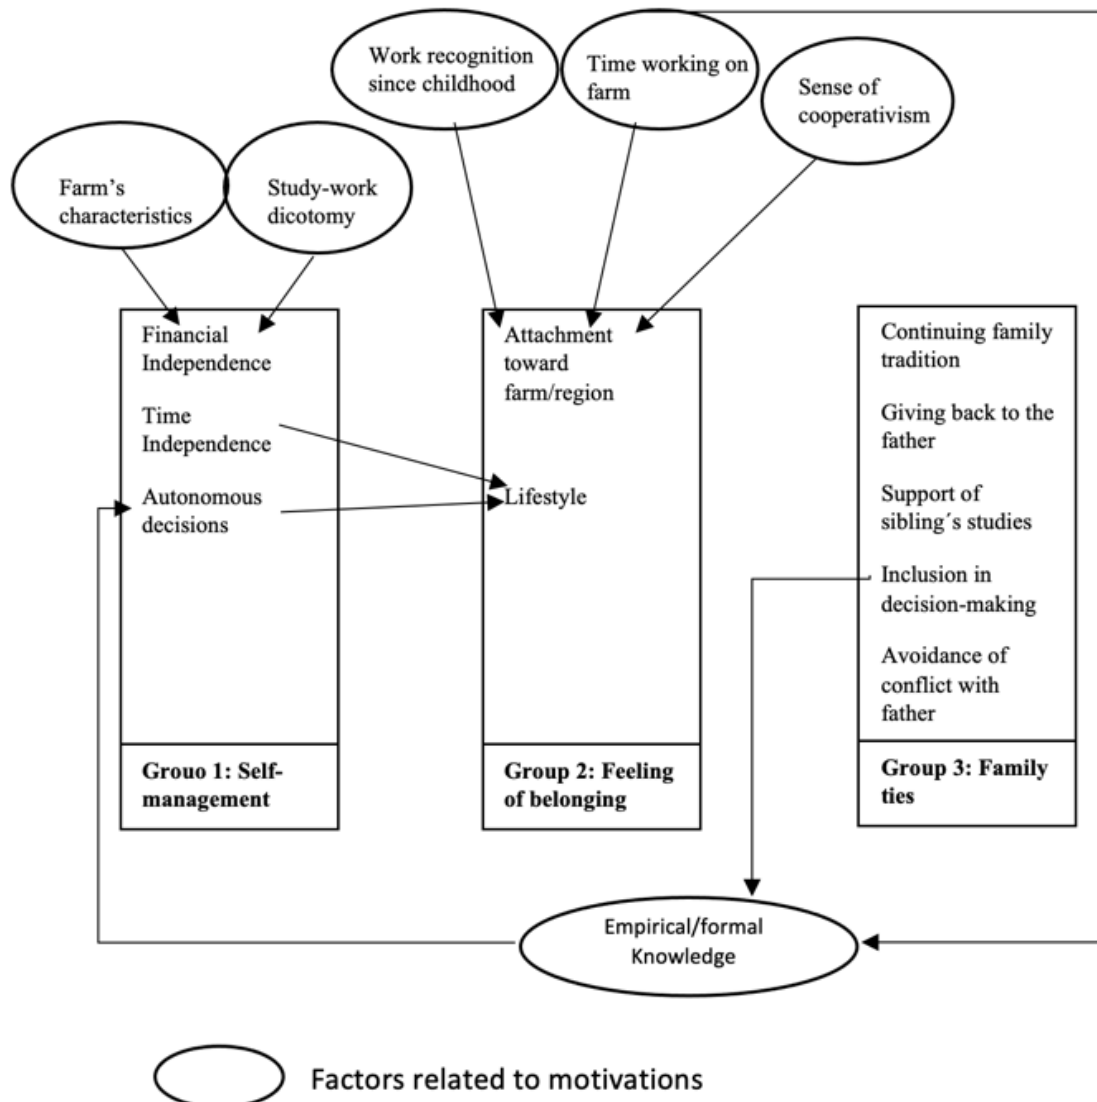 Work recognition
since childhood
Time working on
farm
Sense of
cooperativism
Farm’s
characteristics
Study-work
dicotomy
Financial
Independence
Time
Independence
Autonomous
decisions
Grouo 1: Self-
management
Attachment
toward
farm/region
Lifestyle
Group 2: Feeling
of belonging
Continuing family
tradition
Giving back to the
father
Support of
sibling´s studies
Inclusion in
decision-making
Avoidance of
conflict with
father
Group 3: Family
ties
Empirical/formal
Knowledge
Factors related to motivations